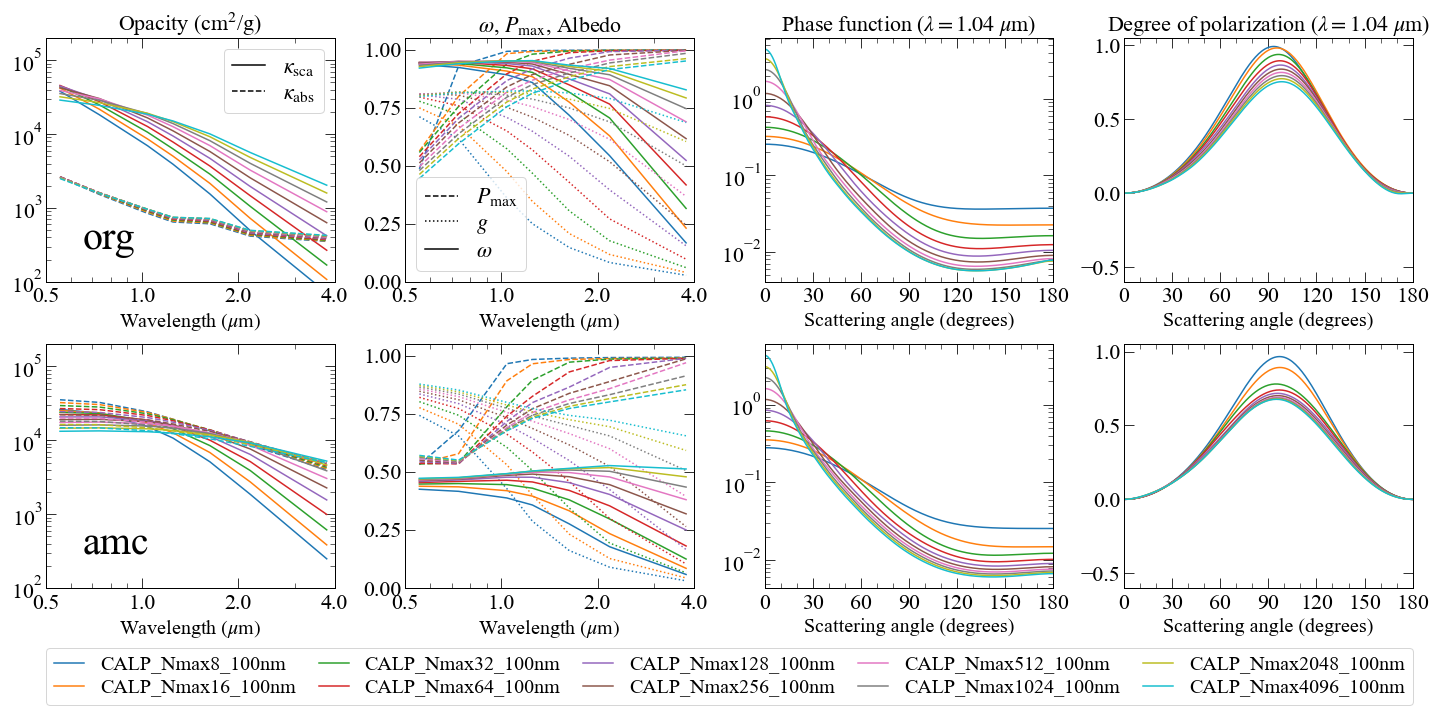 Opacity (cm²/g)
ω, Pmax, Albedo
Phase function (λ = 1.04 μm)
Degree of polarization (λ = 1.04 μm)
10⁵
10⁴
10³
10²
κsca
κabs
org
0.5 1.0 2.0 4.0
Wavelength (μm)
1.00
0.75
0.50
0.25
0.00
Pmax
g
ω
0.5 1.0 2.0 4.0
Wavelength (μm)
10⁰
10⁻¹
10⁻²
0 30 60 90 120 150 180
Scattering angle (degrees)
1.0
0.5
0.0
−0.5
0 30 60 90 120 150 180
Scattering angle (degrees)
10⁵
10⁴
10³
10²
amc
0.5 1.0 2.0 4.0
Wavelength (μm)
1.00
0.75
0.50
0.25
0.00
0.5 1.0 2.0 4.0
Wavelength (μm)
10⁰
10⁻¹
10⁻²
0 30 60 90 120 150 180
Scattering angle (degrees)
1.0
0.5
0.0
−0.5
0 30 60 90 120 150 180
Scattering angle (degrees)
CALP_Nmax8_100nm CALP_Nmax32_100nm CALP_Nmax128_100nm CALP_Nmax512_100nm CALP_Nmax2048_100nm
CALP_Nmax16_100nm CALP_Nmax64_100nm CALP_Nmax256_100nm CALP_Nmax1024_100nm CALP_Nmax4096_100nm